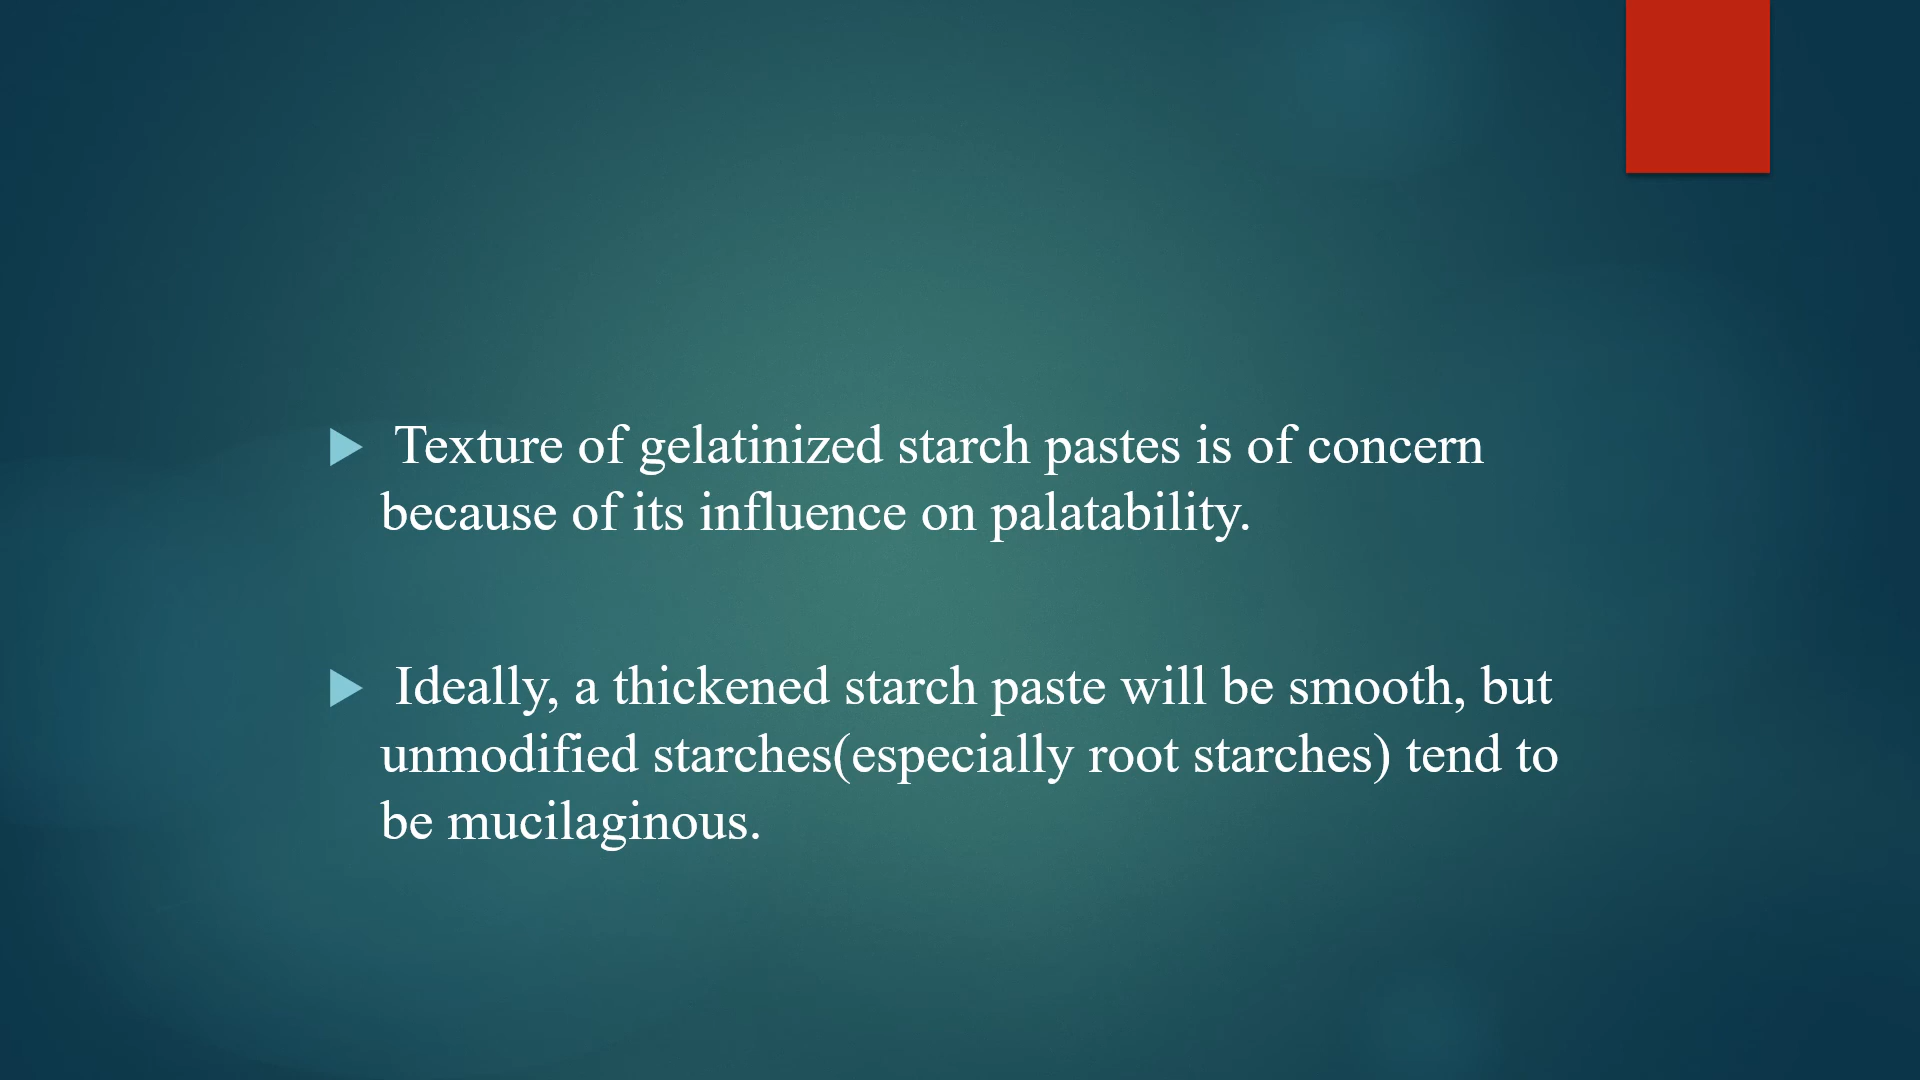 Texture of gelatinized starch pastes is of concern
because of its influence on palatability.
Ideally, a thickened starch paste will be smooth, but
unmodified starches(especially root starches) tend to
be mucilaginous.